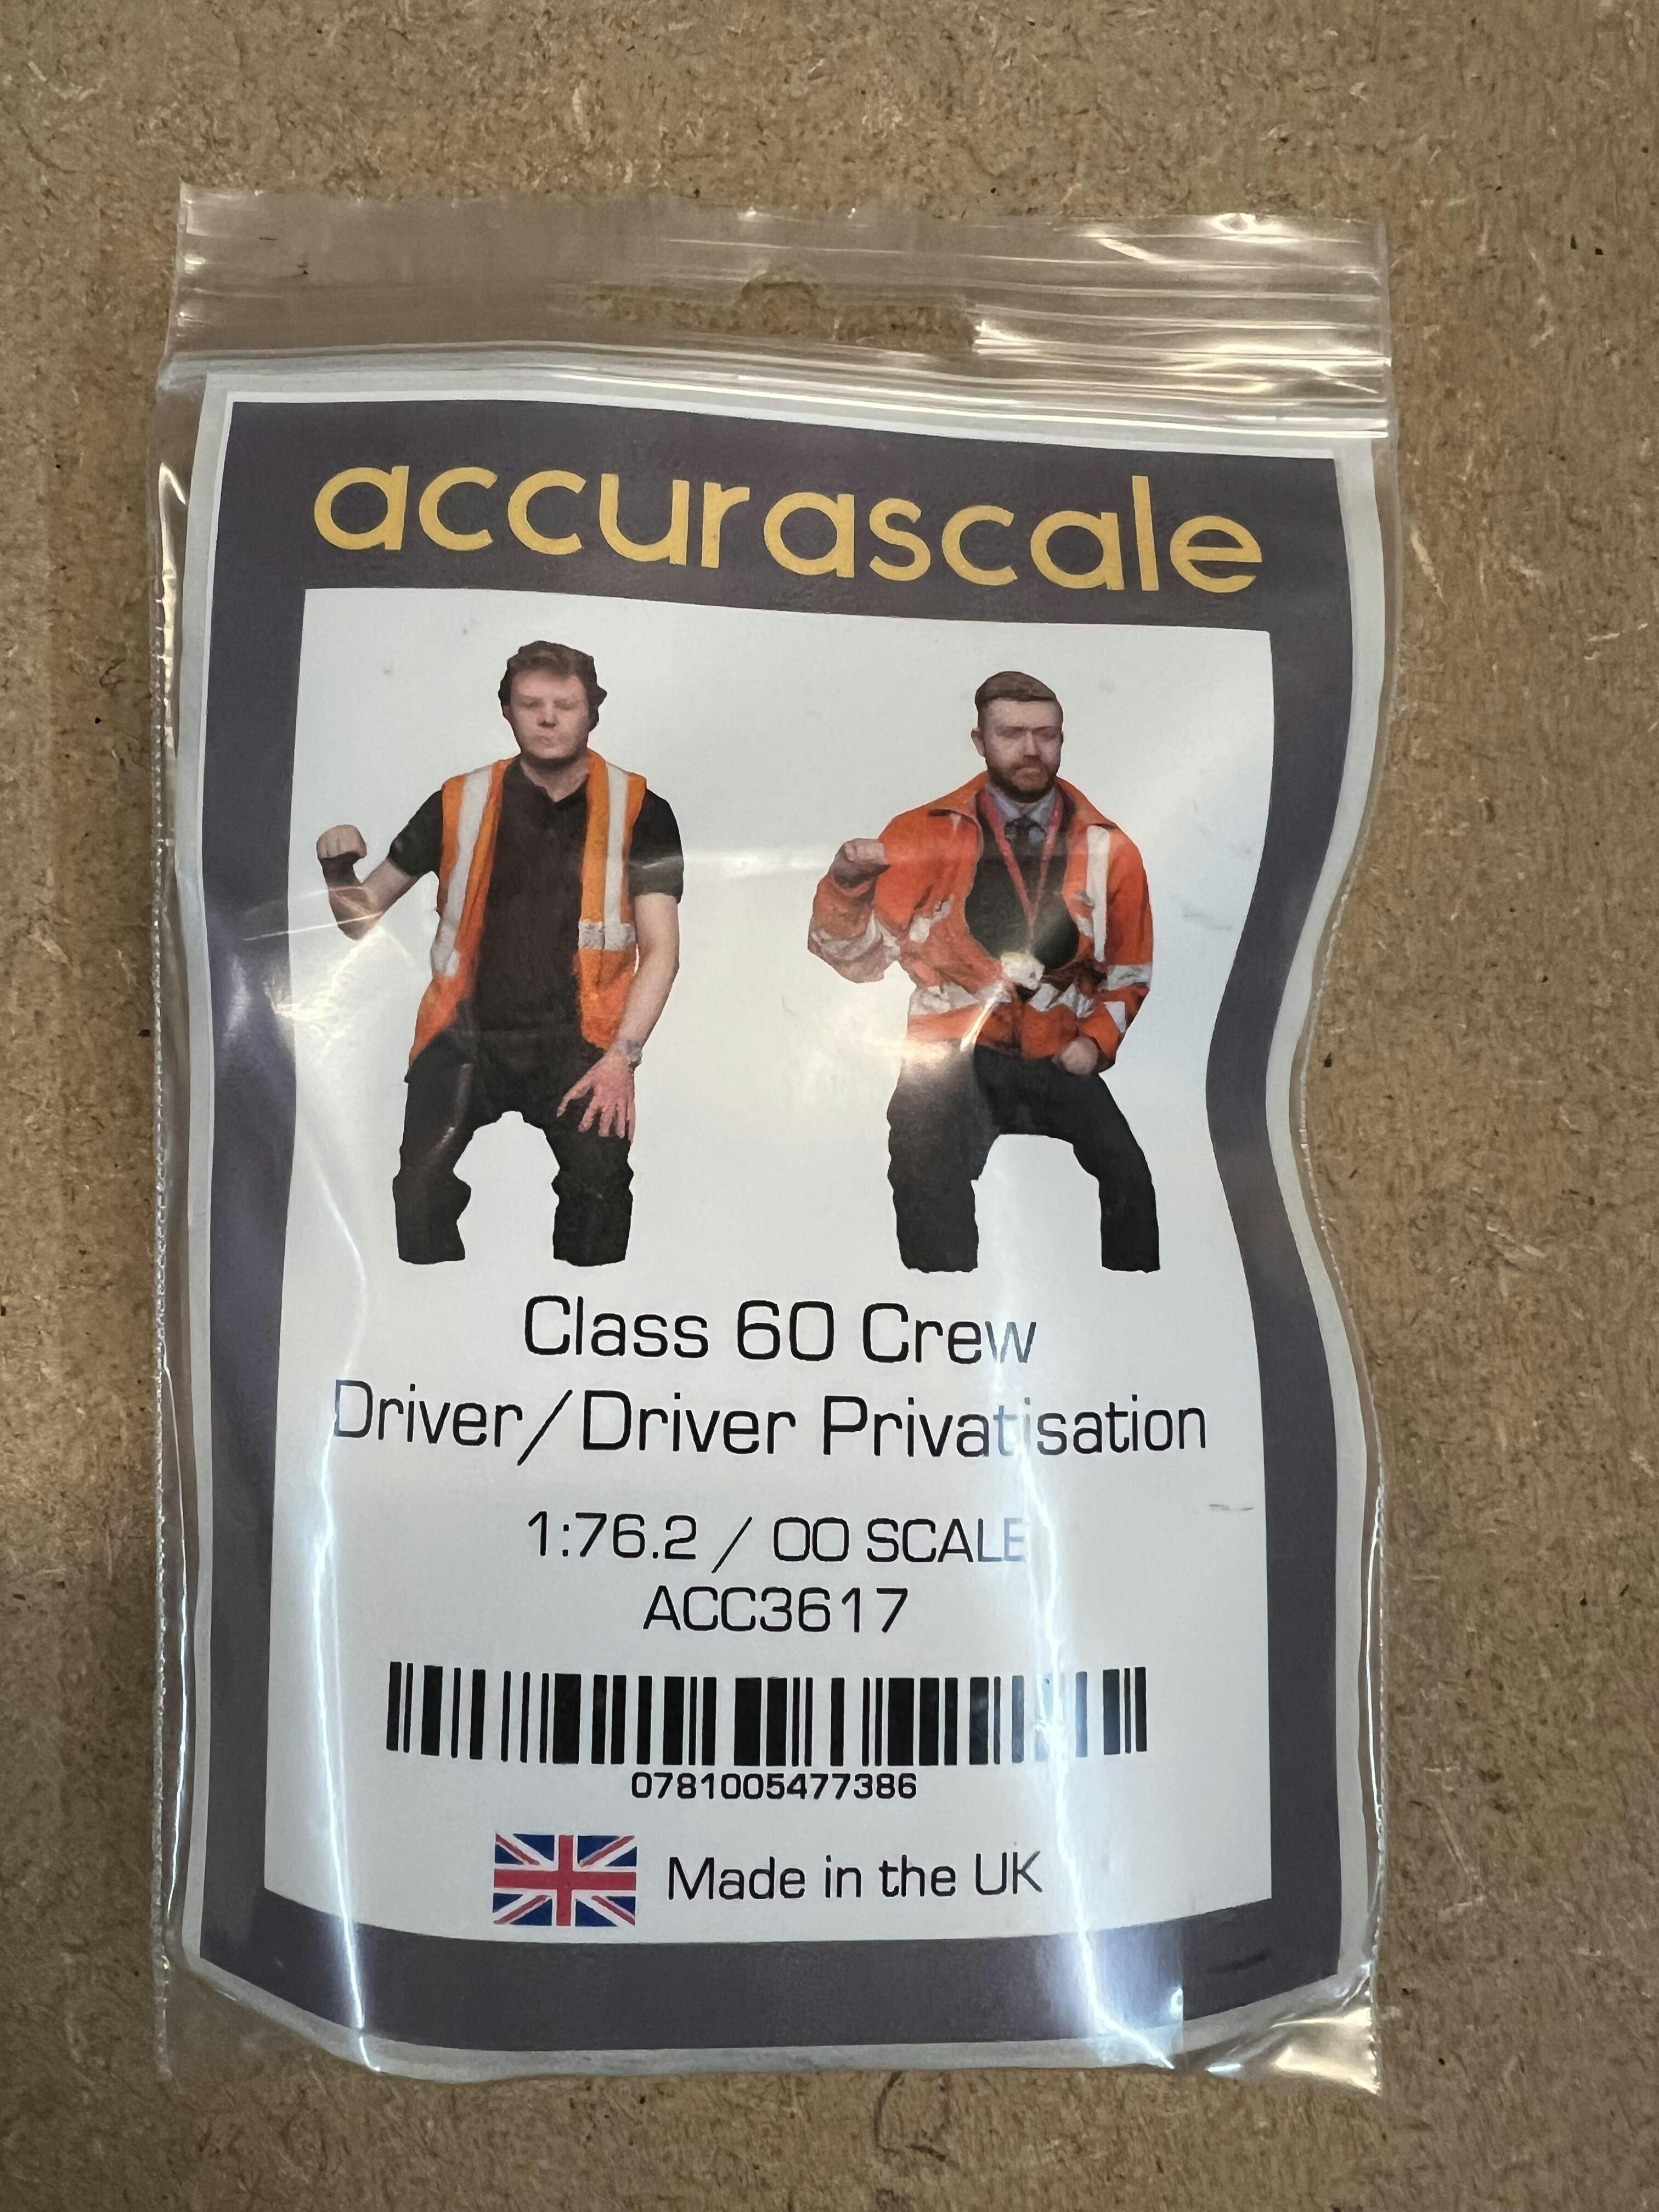 accurascale
Class 60 Crew
Driver/Driver Privatisation
1:76.2 / OO SCALE
ACC3617
0781005477386
Made in the UK